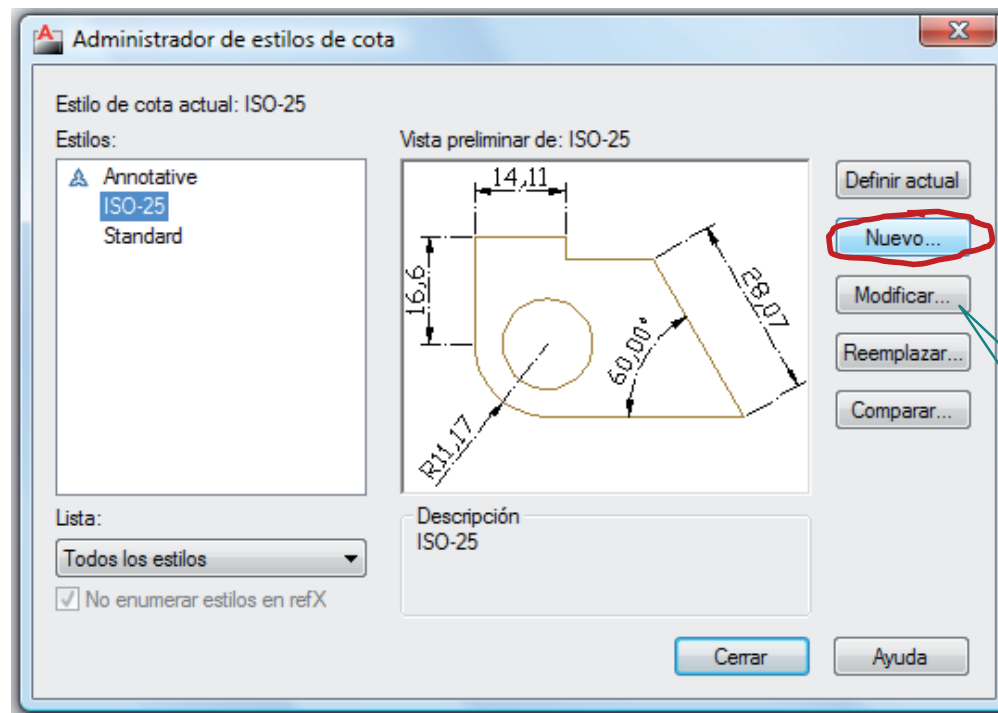 Administrador de estilos de cota
Estilo de cota actual: ISO-25
Estilos:
Annotative
ISO-25
Standard
Vista preliminar de: ISO-25
14,11
16,6
28,07
60,00°
R11,17
Definir actual
Nuevo...
Modificar...
Reemplazar...
Comparar...
Lista:
Todos los estilos
No enumerar estilos en refX
Descripción
ISO-25
Cerrar
Ayuda